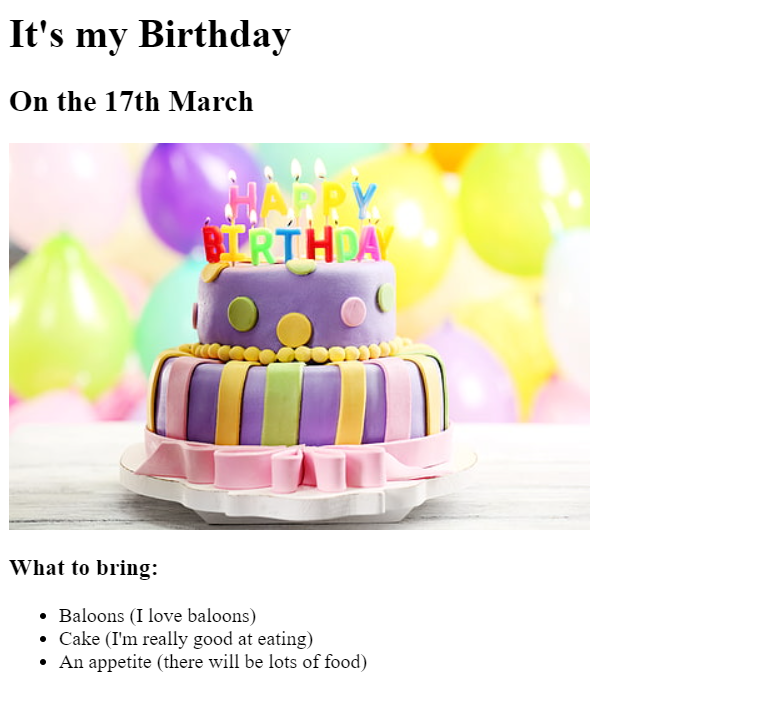 It's my Birthday
On the 17th March
HAPPY
BIRTHDAY
What to bring:
Baloons (I love baloons)
Cake (I'm really good at eating)
An appetite (there will be lots of food)